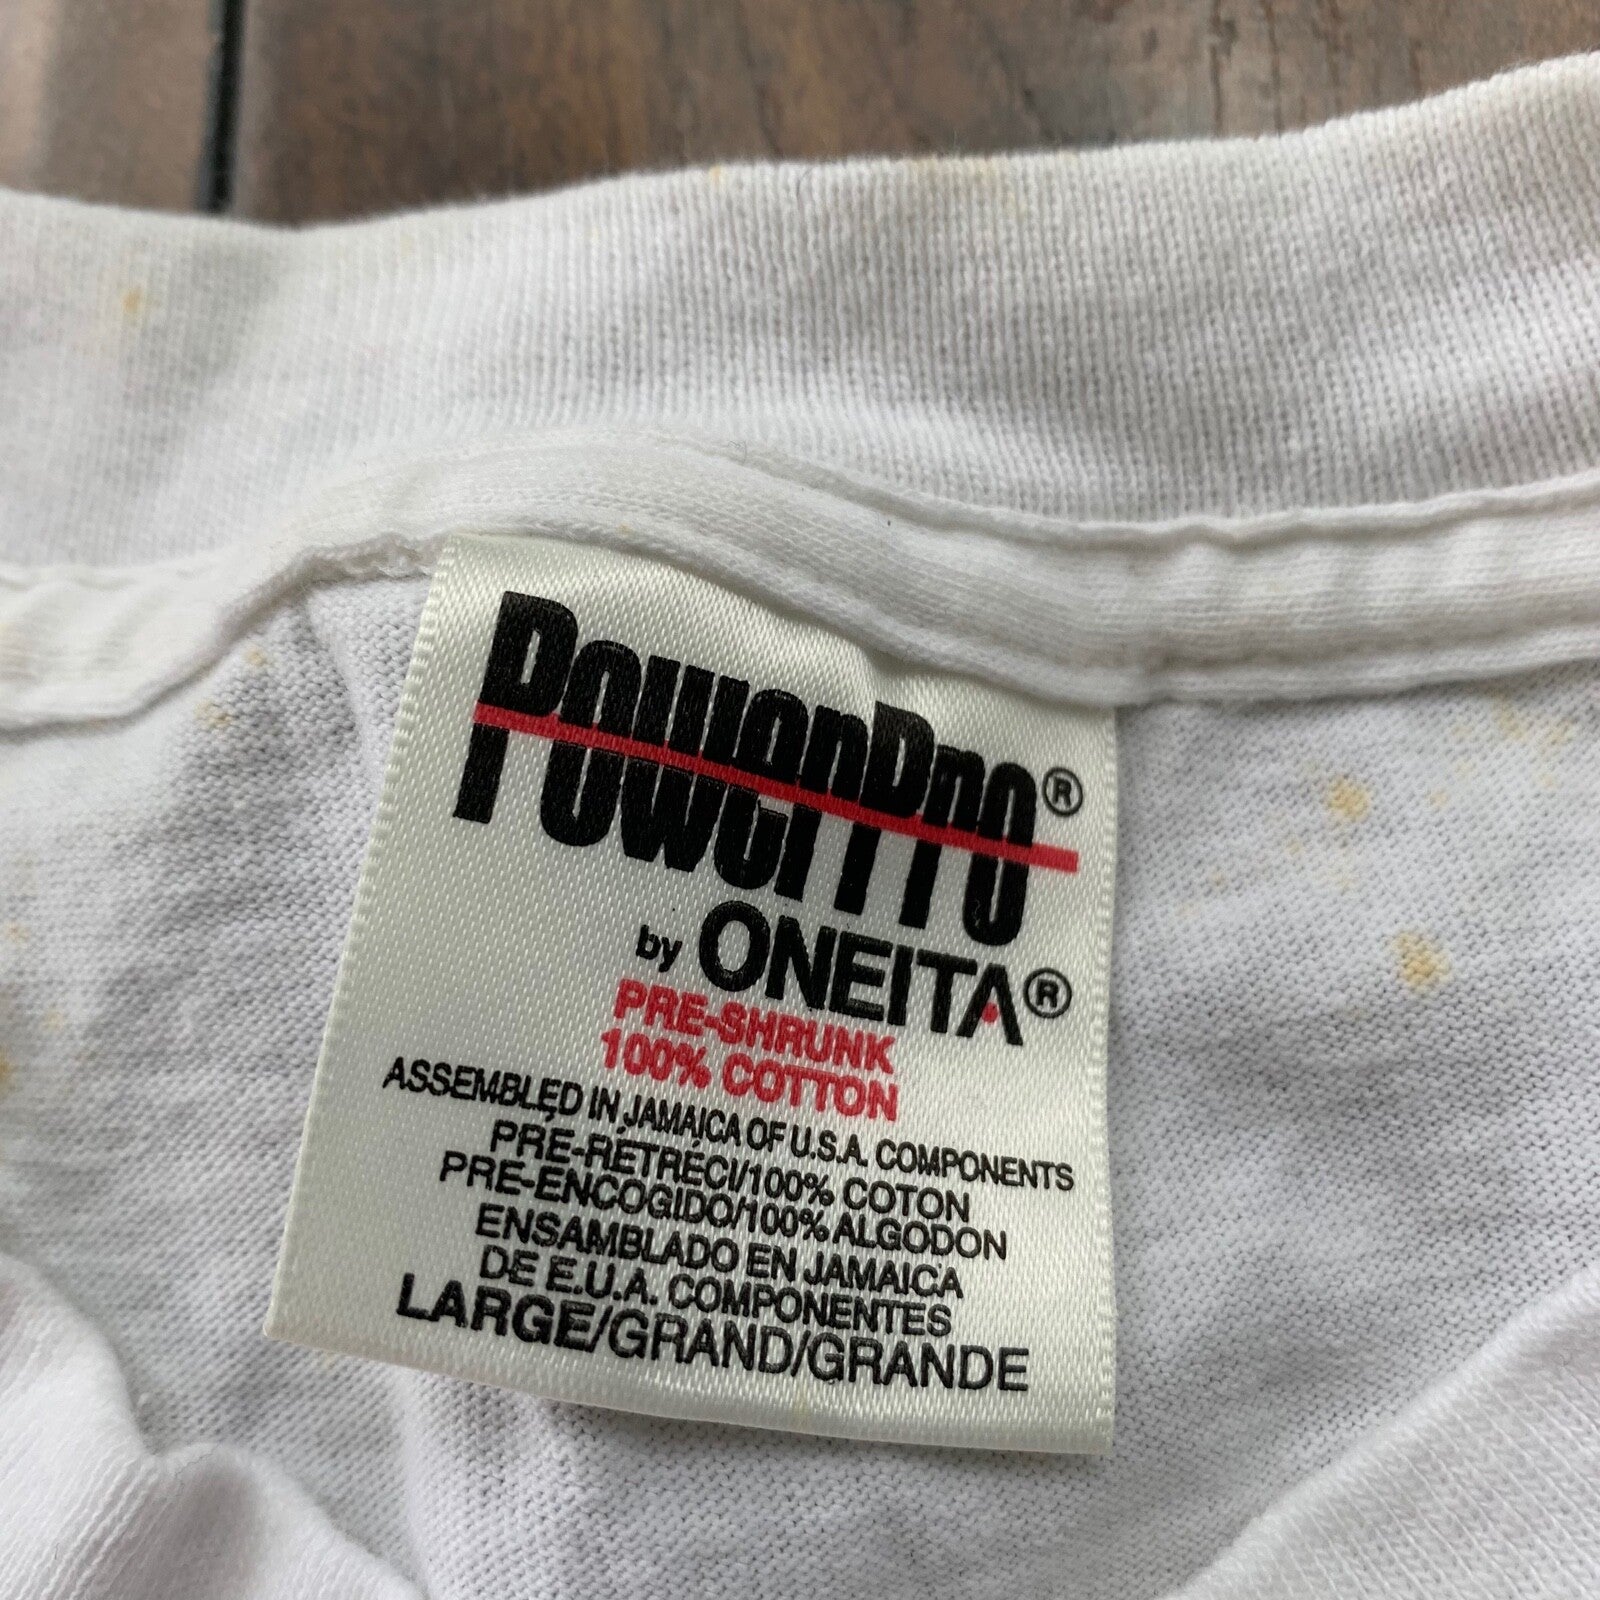 PowerPro®
by ONEITA®
PRE-SHRUNK
100% COTTON
ASSEMBLED IN JAMAICA OF U.S.A. COMPONENTS
PRÉ-RÉTRÉCI/100% COTON
PRE-ENCOGIDO/100% ALGODON
ENSAMBLADO EN JAMAICA
DE E.U.A. COMPONENTES
LARGE/GRAND/GRANDE